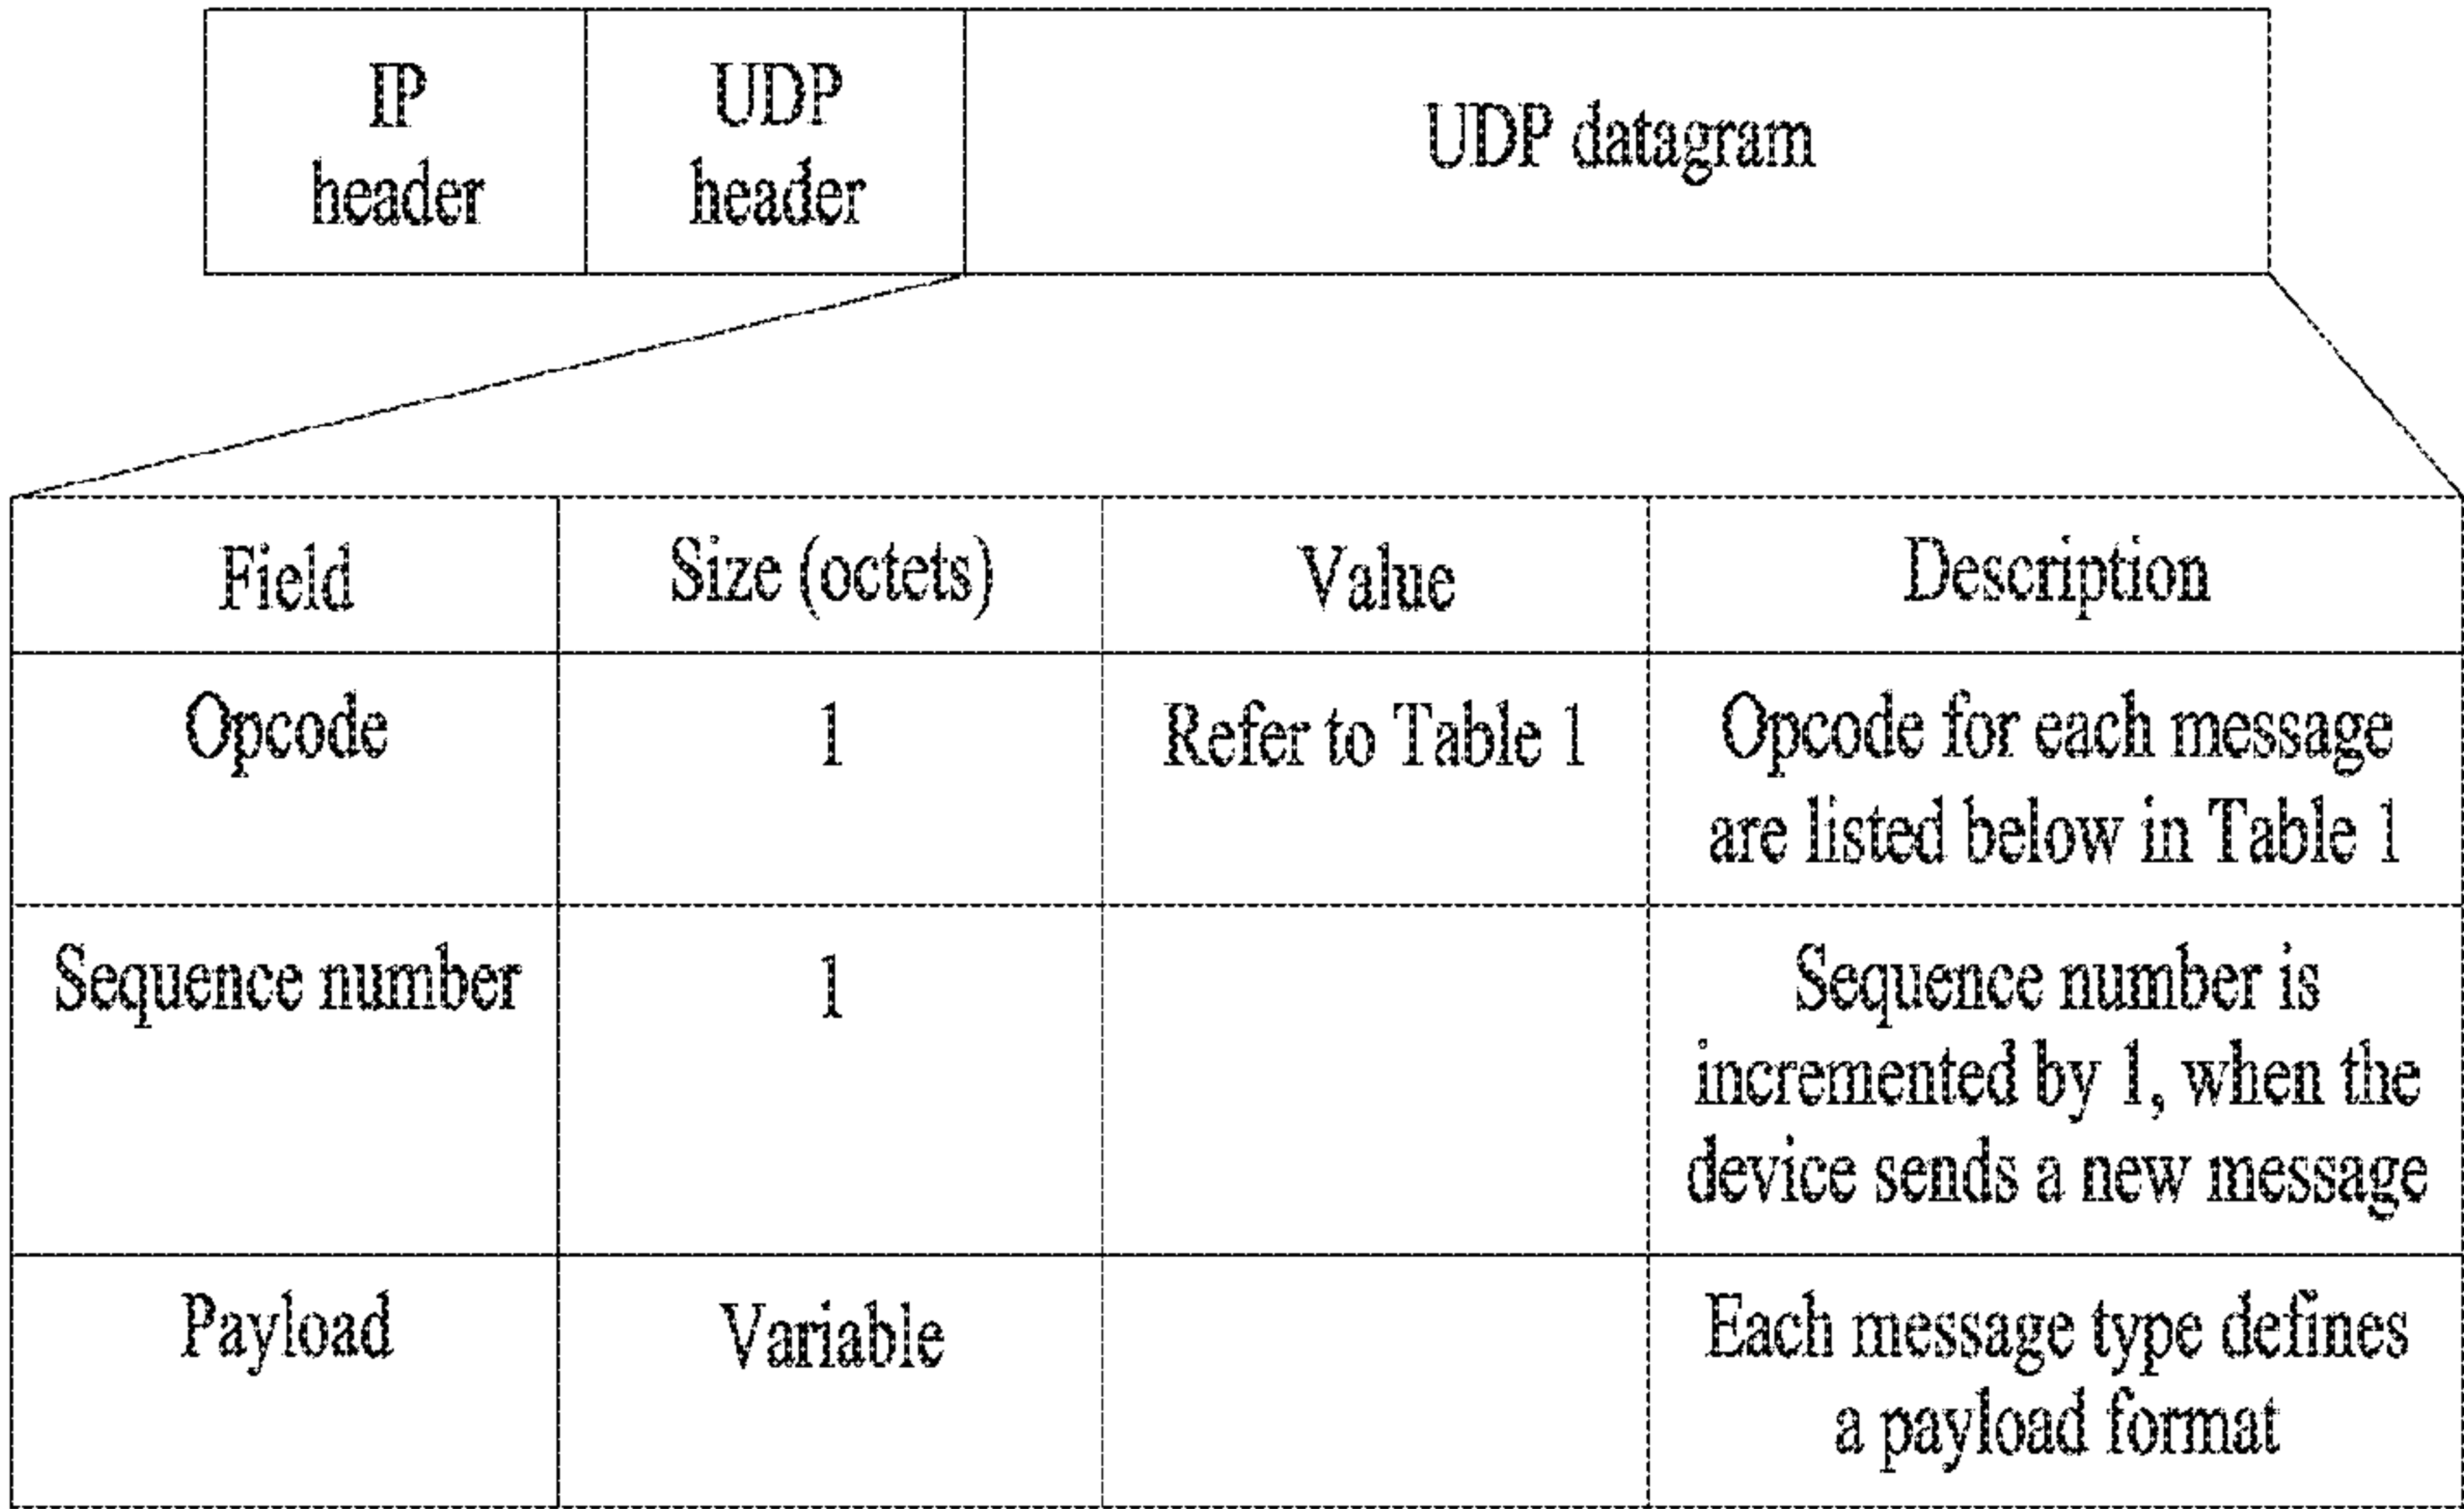 IP
header
UDP
header
UDP datagram
Field
Size (octets)
Value
Description
Opcode
1
Refer to Table 1
Opcode for each message
are listed below in Table 1
Sequence number
1
Sequence number is
incremented by 1, when the
device sends a new message
Payload
Variable
Each message type defines
a payload format